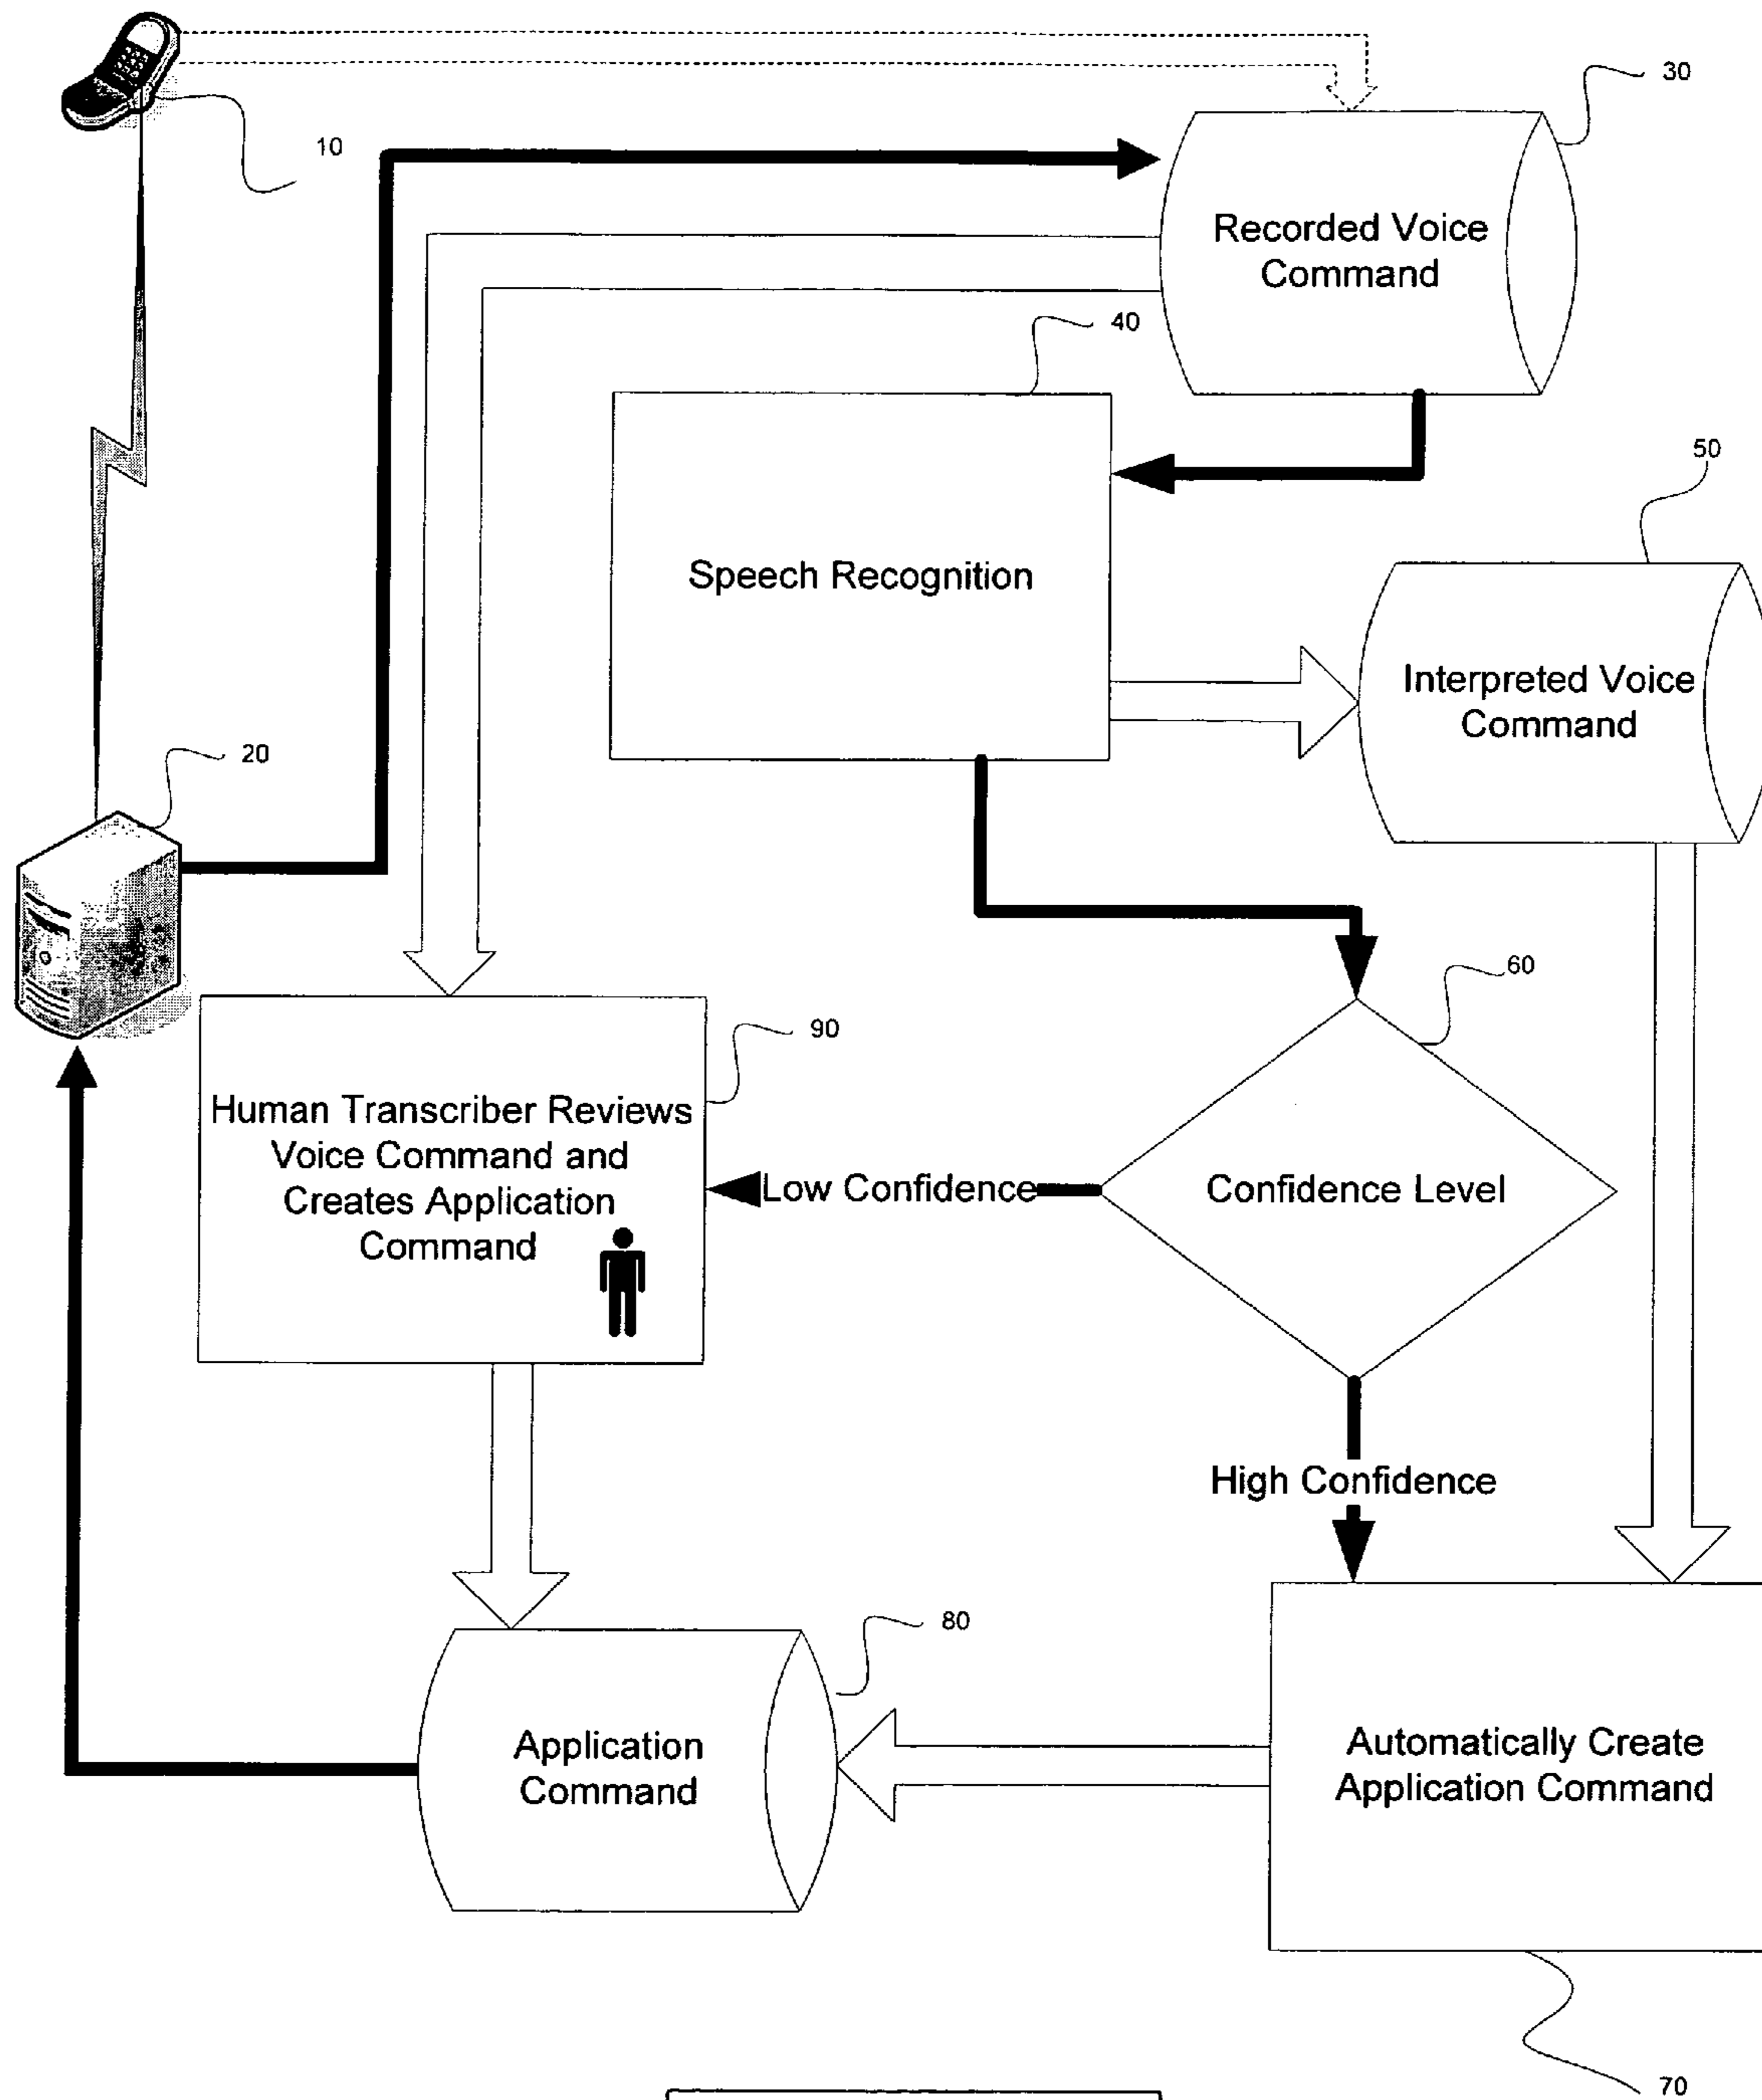 30
10
Recorded Voice
Command
40
50
Speech Recognition
Interpreted Voice
Command
20
60
90
Human Transcriber Reviews
Voice Command and
Creates Application
Command
Low Confidence
Confidence Level
High Confidence
80
Application
Command
Automatically Create
Application Command
70